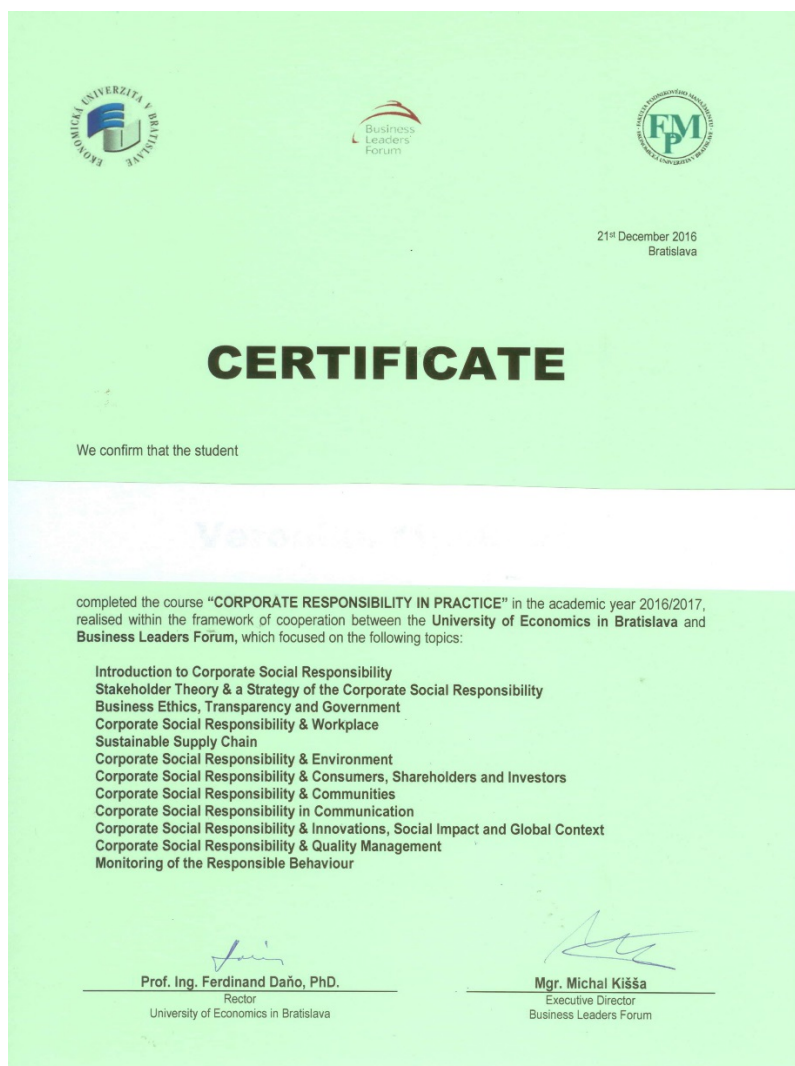 EKONOMICKÁ UNIVERZITA V BRATISLAVE
Business
Leaders
Forum
FAKULTA PODNIKOVÉHO MANAŽMENTU
EKONOMICKÁ UNIVERZITA V BRATISLAVE
FPM
21st December 2016
Bratislava
CERTIFICATE
We confirm that the student
completed the course "CORPORATE RESPONSIBILITY IN PRACTICE" in the academic year 2016/2017,
realised within the framework of cooperation between the University of Economics in Bratislava and
Business Leaders Forum, which focused on the following topics:
Introduction to Corporate Social Responsibility
Stakeholder Theory & a Strategy of the Corporate Social Responsibility
Business Ethics, Transparency and Government
Corporate Social Responsibility & Workplace
Sustainable Supply Chain
Corporate Social Responsibility & Environment
Corporate Social Responsibility & Consumers, Shareholders and Investors
Corporate Social Responsibility & Communities
Corporate Social Responsibility in Communication
Corporate Social Responsibility & Innovations, Social Impact and Global Context
Corporate Social Responsibility & Quality Management
Monitoring of the Responsible Behaviour
Prof. Ing. Ferdinand Daňo, PhD.
Rector
University of Economics in Bratislava
Mgr. Michal Kišša
Executive Director
Business Leaders Forum